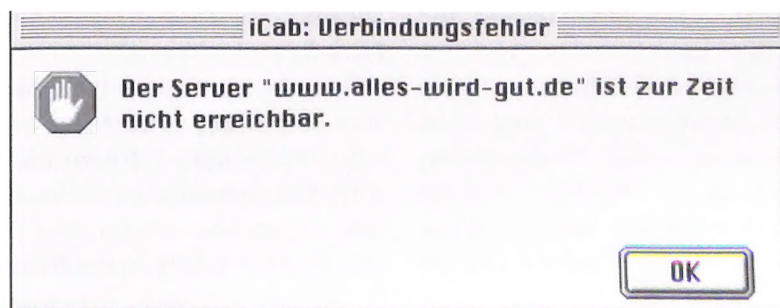 iCab: Verbindungsfehler
Der Server "www.alles-wird-gut.de" ist zur Zeit
nicht erreichbar.
OK